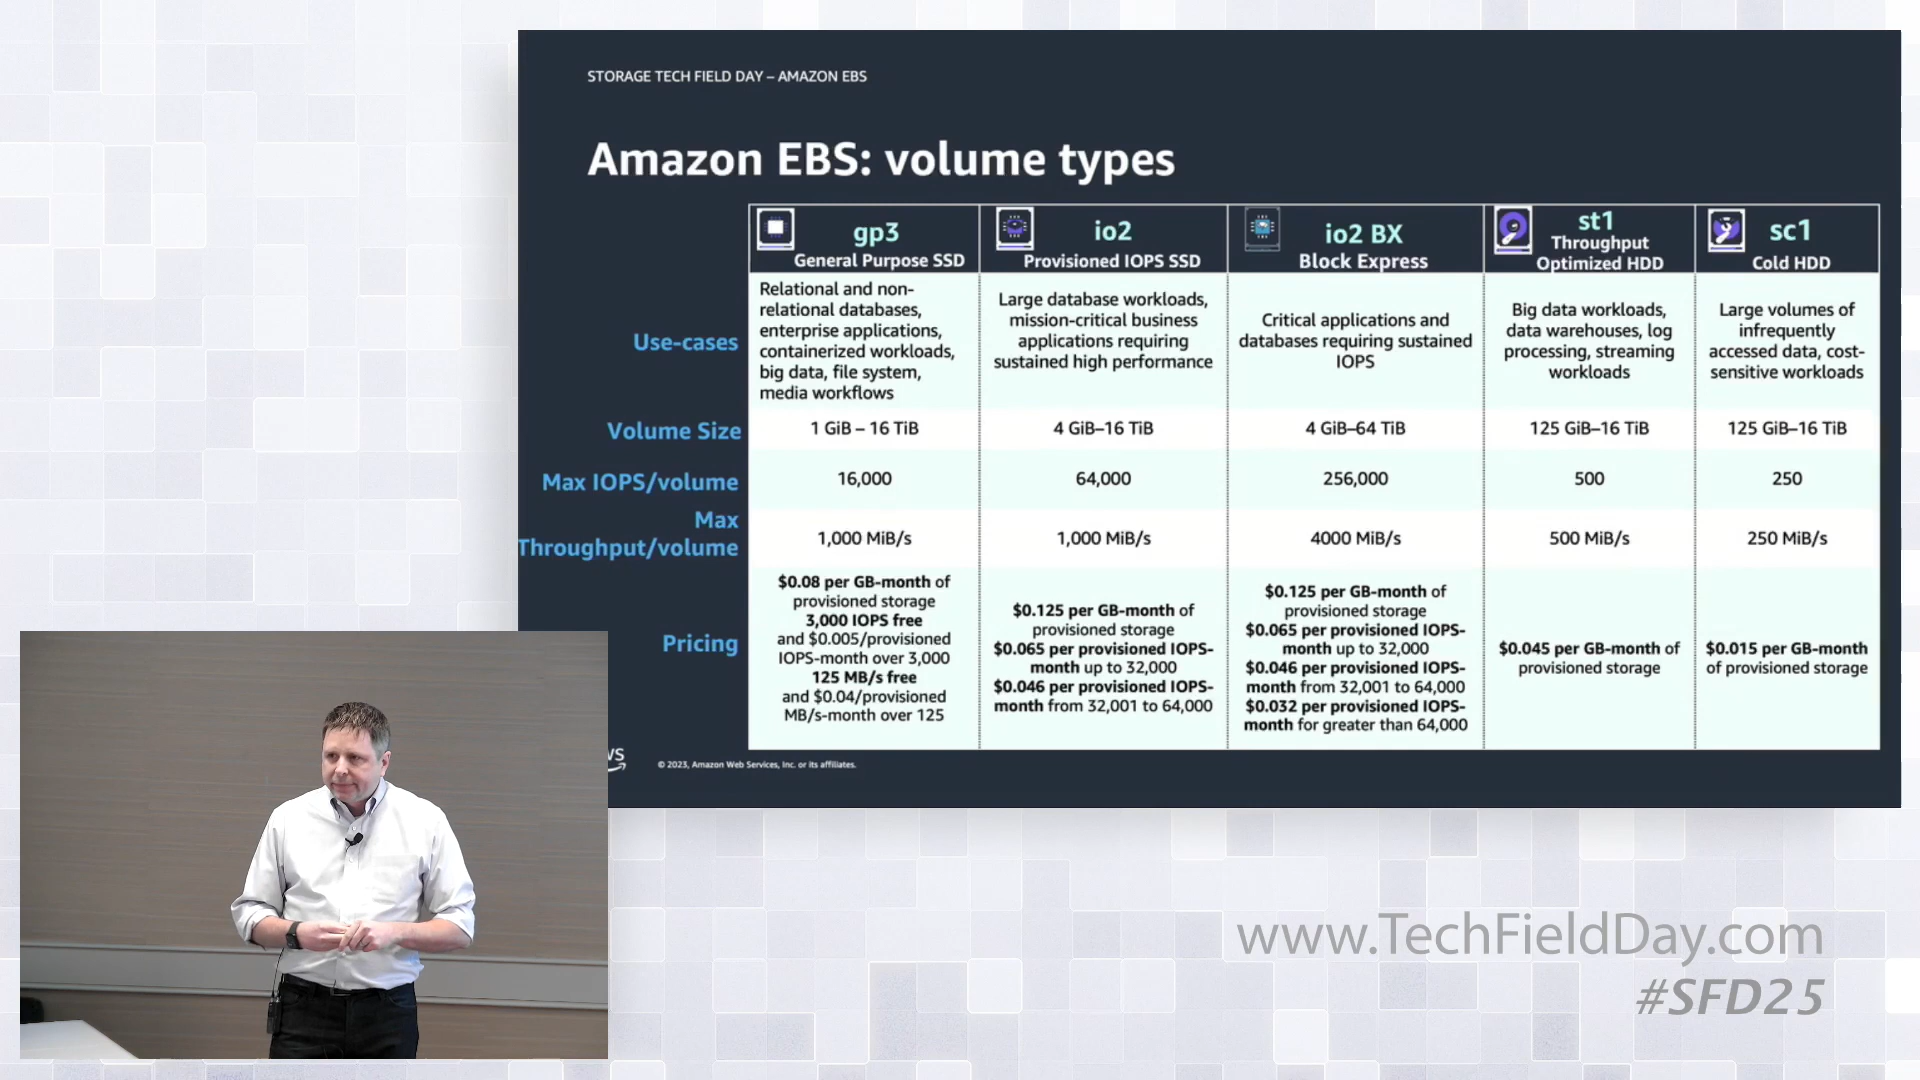 STORAGE TECH FIELD DAY – AMAZON EBS
Amazon EBS: volume types
gp3
General Purpose SSD
io2
Provisioned IOPS SSD
io2 BX
Block Express
st1
Throughput
Optimized HDD
sc1
Cold HDD
Use-cases
Relational and non-
relational databases,
enterprise applications,
containerized workloads,
big data, file system,
media workflows
Large database workloads,
mission-critical business
applications requiring
sustained high performance
Critical applications and
databases requiring sustained
IOPS
Big data workloads,
data warehouses, log
processing, streaming
workloads
Large volumes of
infrequently
accessed data, cost-
sensitive workloads
Volume Size
1 GiB – 16 TiB
4 GiB–16 TiB
4 GiB–64 TiB
125 GiB–16 TiB
125 GiB–16 TiB
Max IOPS/volume
16,000
64,000
256,000
500
250
Max
Throughput/volume
1,000 MiB/s
1,000 MiB/s
4000 MiB/s
500 MiB/s
250 MiB/s
Pricing
$0.08 per GB-month of
provisioned storage
3,000 IOPS free
and $0.005/provisioned
IOPS-month over 3,000
125 MB/s free
and $0.04/provisioned
MB/s-month over 125
$0.125 per GB-month of
provisioned storage
$0.065 per provisioned IOPS-
month up to 32,000
$0.046 per provisioned IOPS-
month from 32,001 to 64,000
$0.125 per GB-month of
provisioned storage
$0.065 per provisioned IOPS-
month up to 32,000
$0.046 per provisioned IOPS-
month from 32,001 to 64,000
$0.032 per provisioned IOPS-
month for greater than 64,000
$0.045 per GB-month of
provisioned storage
$0.015 per GB-month
of provisioned storage
© 2023, Amazon Web Services, Inc. or its affiliates.
www.TechFieldDay.com
#SFD25